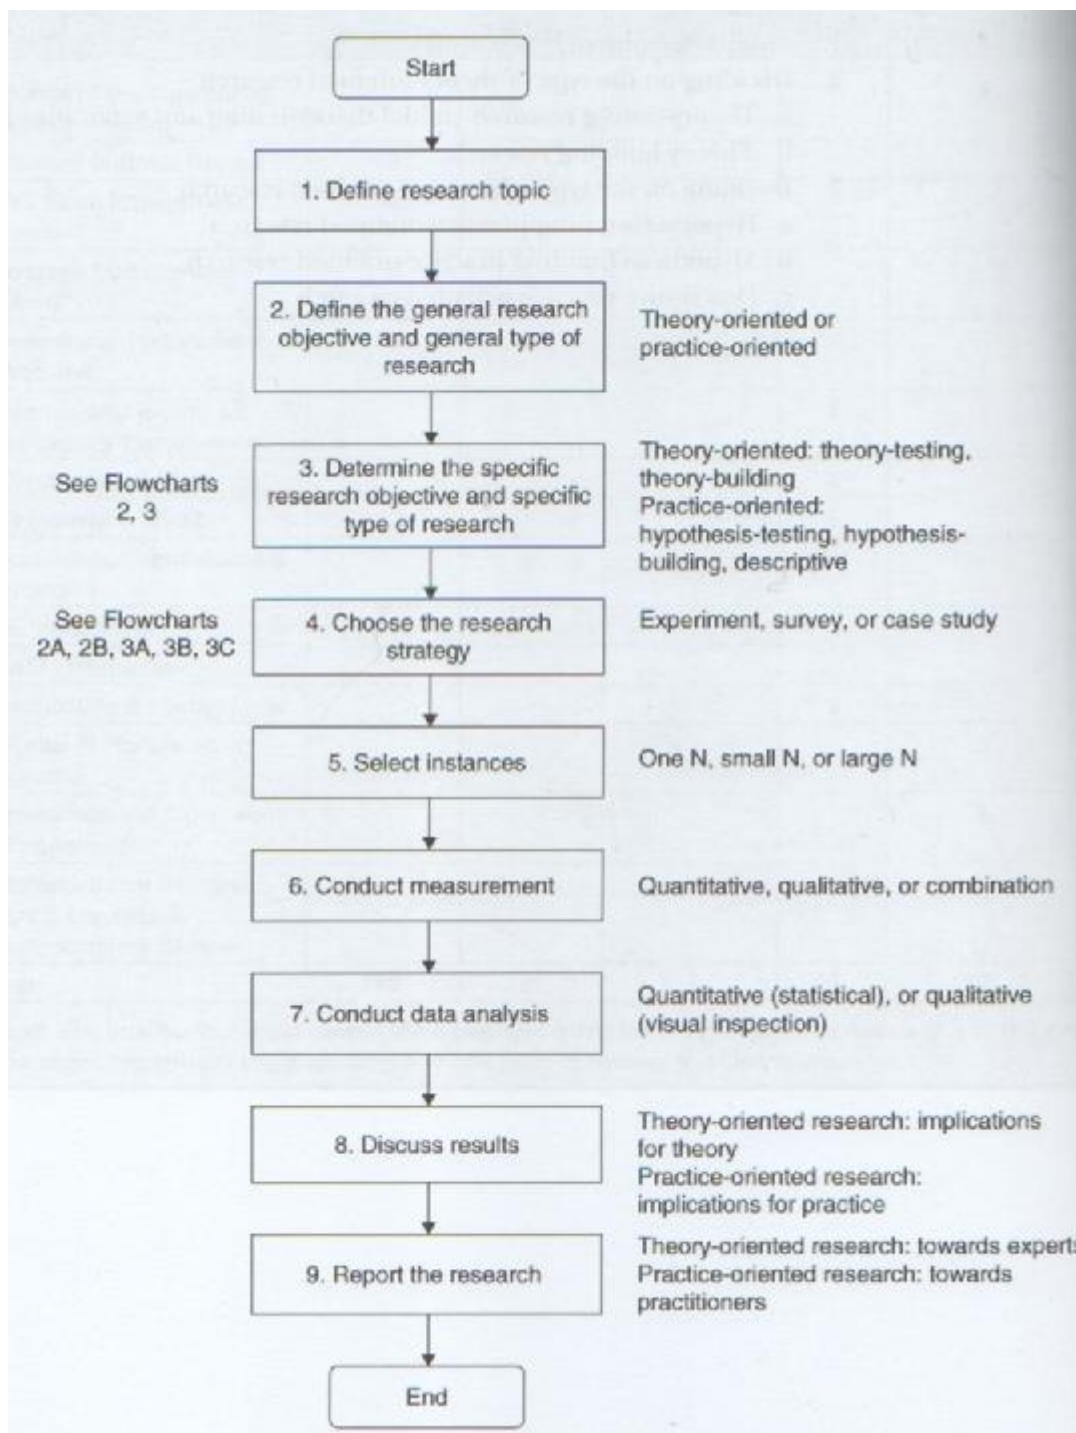 Start
1. Define research topic
2. Define the general research
objective and general type of
research
Theory-oriented or
practice-oriented
See Flowcharts
2, 3
3. Determine the specific
research objective and specific
type of research
Theory-oriented: theory-testing,
theory-building
Practice-oriented:
hypothesis-testing, hypothesis-
building, descriptive
See Flowcharts
2A, 2B, 3A, 3B, 3C
4. Choose the research
strategy
Experiment, survey, or case study
5. Select instances
One N, small N, or large N
6. Conduct measurement
Quantitative, qualitative, or combination
7. Conduct data analysis
Quantitative (statistical), or qualitative
(visual inspection)
8. Discuss results
Theory-oriented research: implications
for theory
Practice-oriented research:
implications for practice
9. Report the research
Theory-oriented research: towards experts
Practice-oriented research: towards
practitioners
End